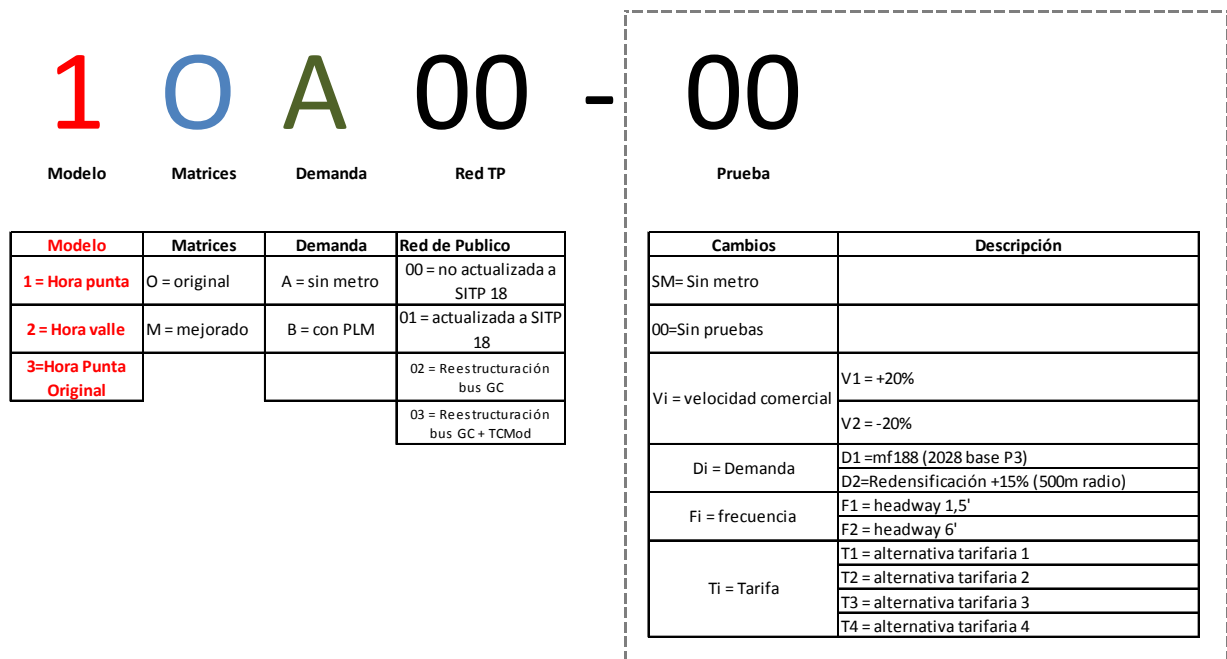 1 O A 00 - 00
Modelo Matrices Demanda Red TP Prueba
Modelo Matrices Demanda Red de Publico
1 = Hora punta O = original A = sin metro 00 = no actualizada a
SITP 18
2 = Hora valle M = mejorado B = con PLM 01 = actualizada a SITP
18
3=Hora Punta
Original
02 = Reestructuración
bus GC
03 = Reestructuración
bus GC + TCMod
Cambios Descripción
SM= Sin metro
00=Sin pruebas
Vi = velocidad comercial
V1 = +20%
V2 = -20%
Di = Demanda
D1 =mf188 (2028 base P3)
D2=Redensificación +15% (500m radio)
Fi = frecuencia
F1 = headway 1,5'
F2 = headway 6'
Ti = Tarifa
T1 = alternativa tarifaria 1
T2 = alternativa tarifaria 2
T3 = alternativa tarifaria 3
T4 = alternativa tarifaria 4